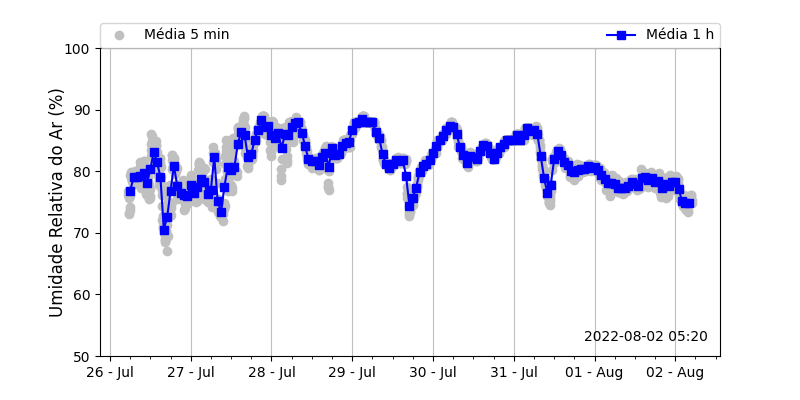 Média 5 min
Média 1 h
100
90
80
70
60
50
Umidade Relativa do Ar (%)
2022-08-02 05:20
26 - Jul
27 - Jul
28 - Jul
29 - Jul
30 - Jul
31 - Jul
01 - Aug
02 - Aug